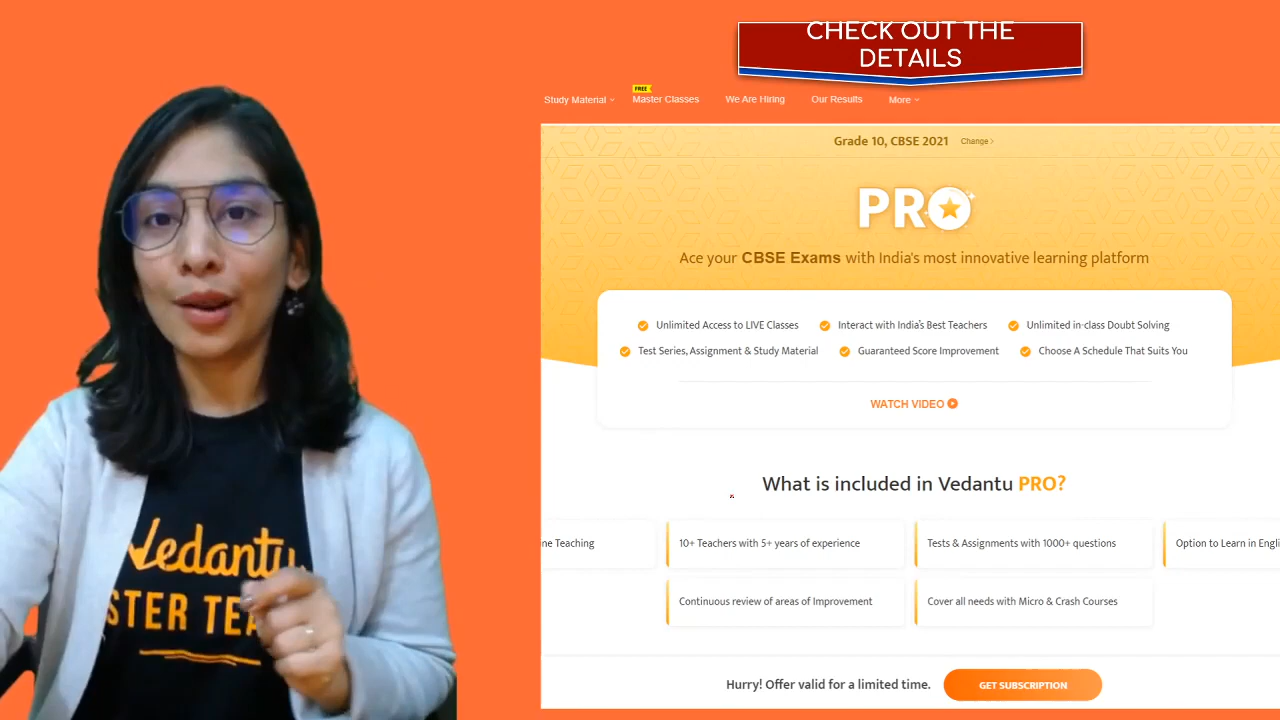 CHECK OUT THE
DETAILS
Study Material
FREE
Master Classes
We Are Hiring
Our Results
More
Grade 10, CBSE 2021
Change
PRO
Ace your CBSE Exams with India's most innovative learning platform
Unlimited Access to LIVE Classes
Interact with India's Best Teachers
Unlimited in-class Doubt Solving
Test Series, Assignment & Study Material
Guaranteed Score Improvement
Choose A Schedule That Suits You
WATCH VIDEO
What is included in Vedantu PRO?
ne Teaching
10+ Teachers with 5+ years of experience
Tests & Assignments with 1000+ questions
Option to Learn in Engli
Continuous review of areas of Improvement
Cover all needs with Micro & Crash Courses
Hurry! Offer valid for a limited time.
GET SUBSCRIPTION
Vedantu
STER TEA